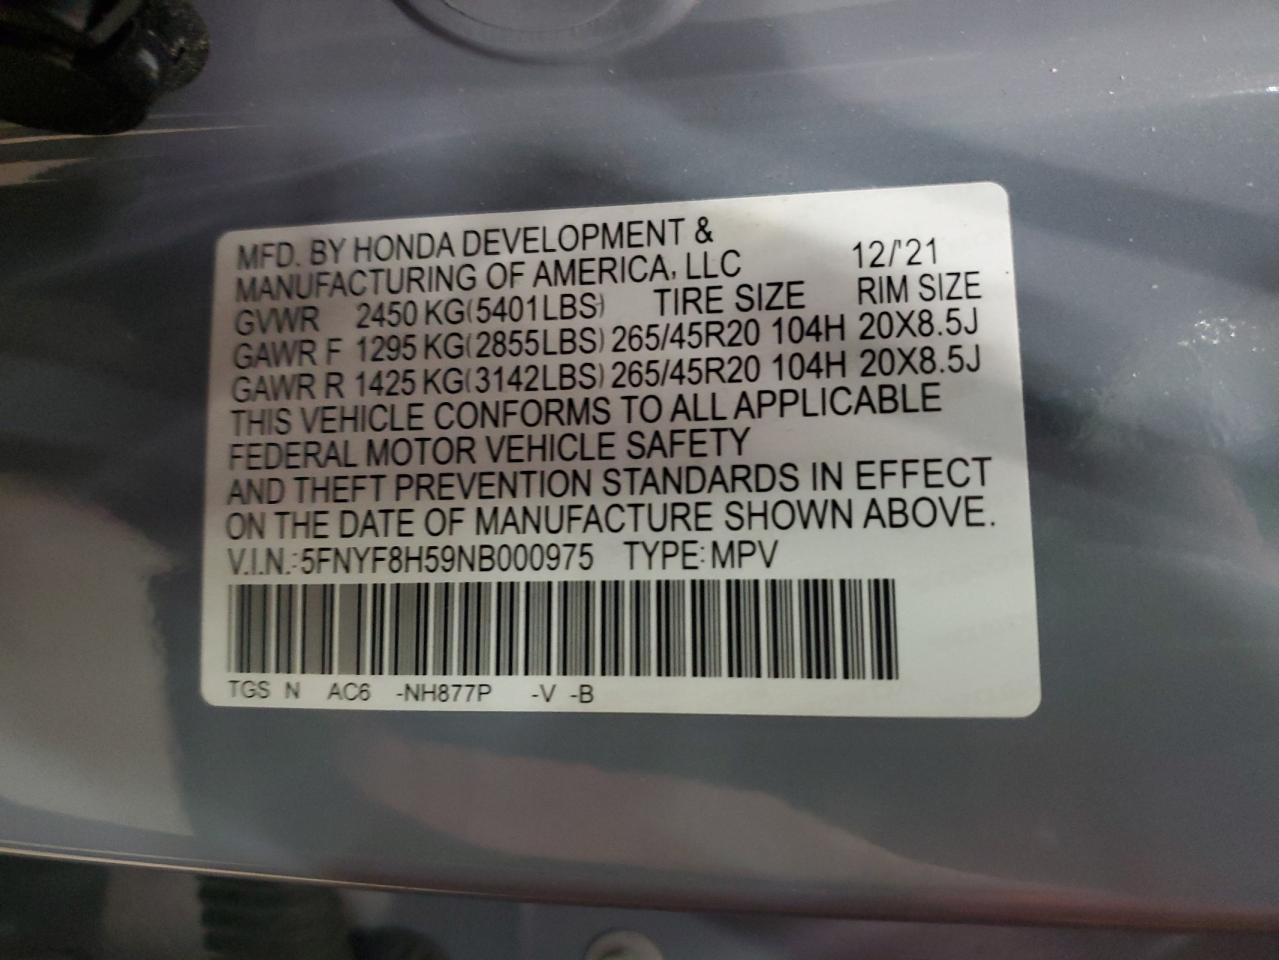 MFD. BY HONDA DEVELOPMENT &
MANUFACTURING OF AMERICA, LLC 12/'21
GVWR 2450 KG(5401LBS) TIRE SIZE RIM SIZE
GAWR F 1295 KG(2855LBS) 265/45R20 104H 20X8.5J
GAWR R 1425 KG(3142LBS) 265/45R20 104H 20X8.5J
THIS VEHICLE CONFORMS TO ALL APPLICABLE
FEDERAL MOTOR VEHICLE SAFETY
AND THEFT PREVENTION STANDARDS IN EFFECT
ON THE DATE OF MANUFACTURE SHOWN ABOVE.
V.I.N.:5FNYF8H59NB000975 TYPE:MPV
TGS N AC6 -NH877P -V -B